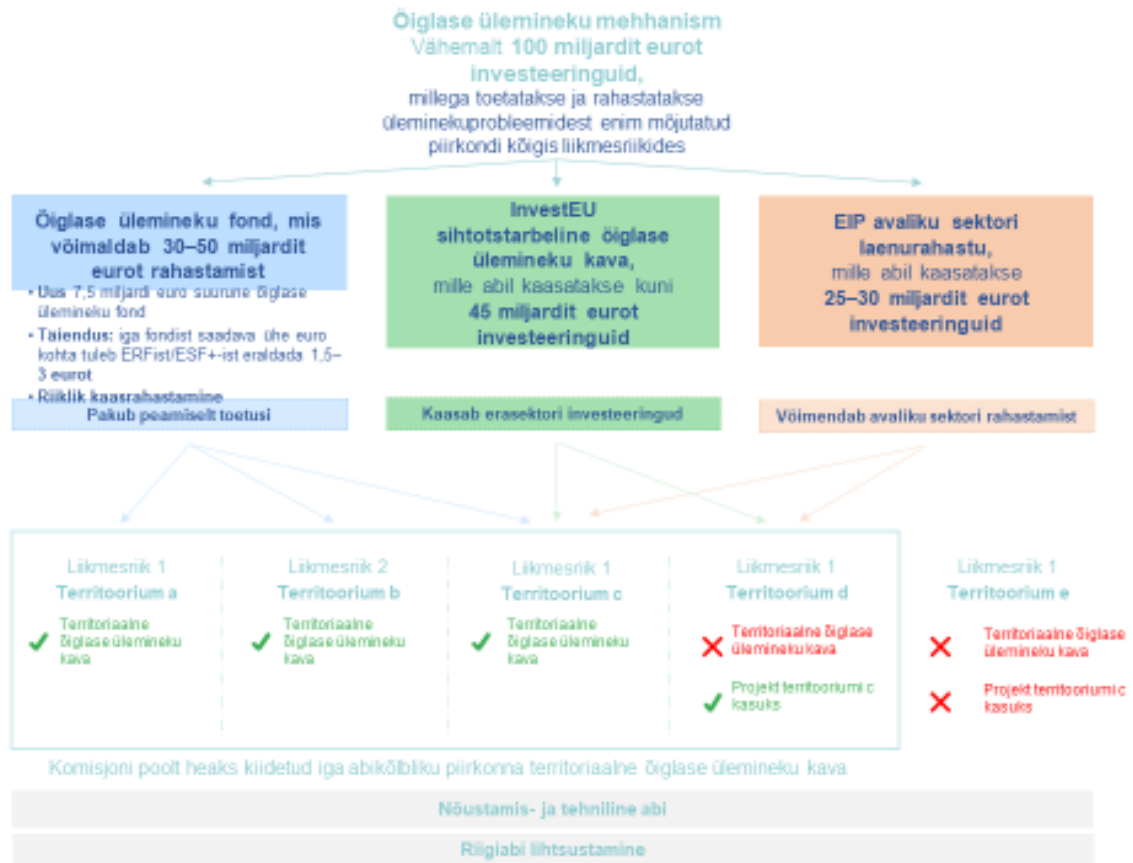 Õiglase ülemineku mehhanism
Vähemalt 100 miljardit eurot
investeeringuid,
millega toetatakse ja rahastatakse
üleminekuprobleemidest enim mõjutatud
piirkondi kõigis liikmesriikides
Õiglase ülemineku fond, mis
võimaldab 30–50 miljardit
eurot rahastamist
• Uus 7,5 miljardi euro suurune õiglase
ülemineku fond
• Täiendus: iga fondist saadava ühe euro
kohta tuleb ERFist/ESF+-ist eraldada 1,5–
3 eurot
• Riiklik kaasrahastamine
Pakub peamiselt toetusi
InvestEU
sihtotstarbeline õiglase
ülemineku kava,
mille abil kaasatakse kuni
45 miljardit eurot
investeeringuid
Kaasab erasektori investeeringud
EIP avaliku sektori
laenurahastu,
mille abil kaasatakse
25–30 miljardit eurot
investeeringuid
Võimendab avaliku sektori rahastamist
Liikmesriik 1
Territoorium a
Territoriaalne
õiglase ülemineku
kava
Liikmesriik 2
Territoorium b
Territoriaalne
õiglase ülemineku
kava
Liikmesriik 1
Territoorium c
Territoriaalne
õiglase ülemineku
kava
Liikmesriik 1
Territoorium d
Territoriaalne õiglase
ülemineku kava
Projekt territooriumi c
kasuks
Liikmesriik 1
Territoorium e
Territoriaalne õiglase
ülemineku kava
Projekt territooriumi c
kasuks
Komisjoni poolt heaks kiidetud iga abikõlbliku piirkonna territoriaalne õiglase ülemineku kava
Nõustamis- ja tehniline abi
Riigiabi lihtsustamine